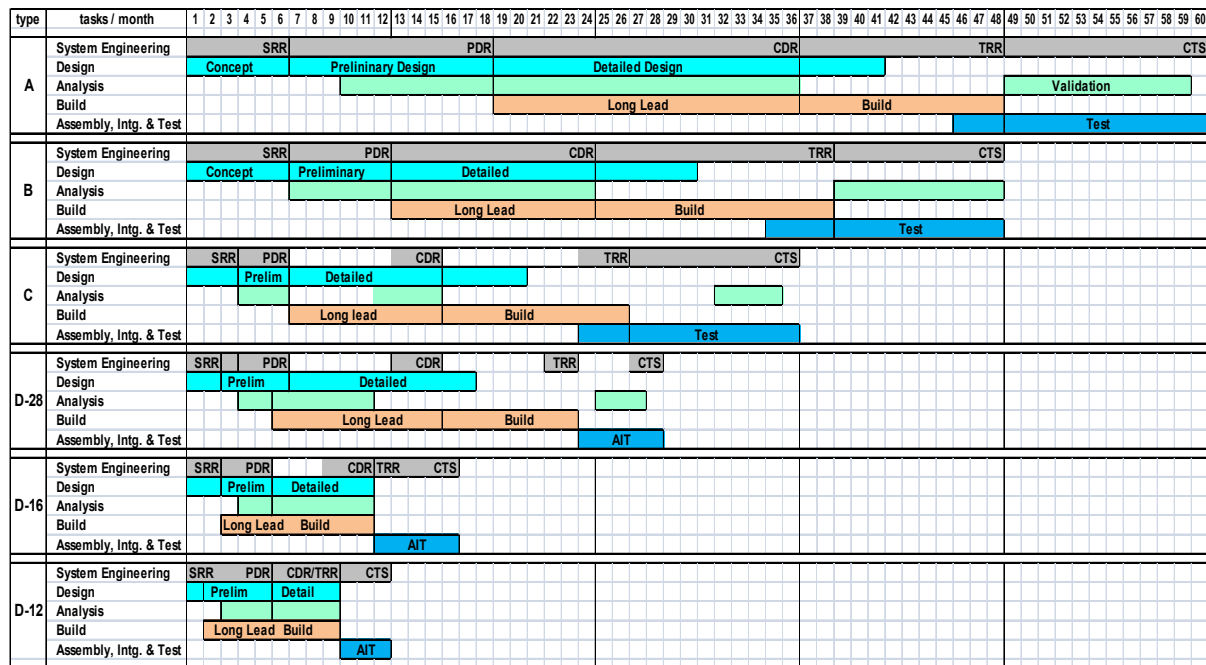 type tasks / month 1 2 3 4 5 6 7 8 9 10 11 12 13 14 15 16 17 18 19 20 21 22 23 24 25 26 27 28 29 30 31 32 33 34 35 36 37 38 39 40 41 42 43 44 45 46 47 48 49 50 51 52 53 54 55 56 57 58 59 60
System Engineering SRR PDR CDR TRR CTS
Design Concept Prelininary Design Detailed Design
A Analysis Validation
Build Long Lead Build
Assembly, Intg. & Test Test
System Engineering SRR PDR CDR TRR CTS
Design Concept Preliminary Detailed
B Analysis
Build Long Lead Build
Assembly, Intg. & Test Test
System Engineering SRR PDR CDR TRR CTS
Design Prelim Detailed
C Analysis
Build Long lead Build
Assembly, Intg. & Test Test
System Engineering SRR PDR CDR TRR CTS
Design Prelim Detailed
D-28 Analysis
Build Long Lead Build
Assembly, Intg. & Test AIT
System Engineering SRR PDR CDR TRR CTS
Design Prelim Detailed
D-16 Analysis
Build Long Lead Build
Assembly, Intg. & Test AIT
System Engineering SRR PDR CDR/TRR CTS
Design Prelim Detail
D-12 Analysis
Build Long Lead Build
Assembly, Intg. & Test AIT